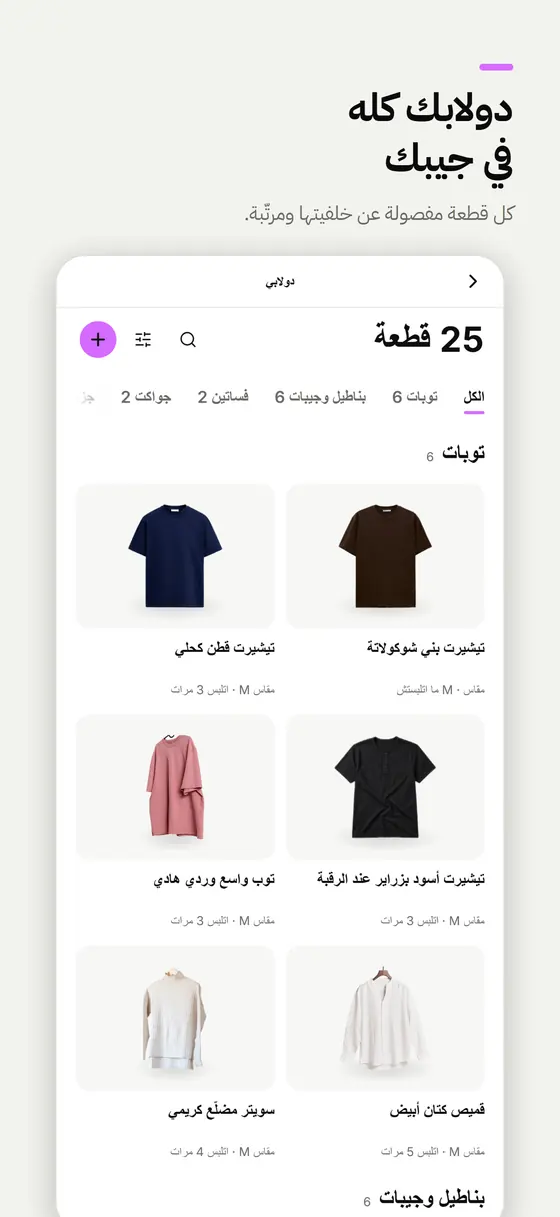 دولابك كله
في جيبك
كل قطعة مفصولة عن خلفيتها ومرتّبة.
دولابي
25 قطعة
الكل توبات 6 بناطيل وجيبات 6 فساتين 2 جواكت 2 جز
توبات 6
تيشيرت بني شوكولاتة
مقاس M · ما اتلبستش
تيشيرت قطن كحلي
مقاس M · اتلبس 3 مرات
تيشيرت أسود بزراير عند الرقبة
مقاس M · اتلبس 3 مرات
توب واسع وردي هادي
مقاس M · اتلبس 3 مرات
قميص كتان أبيض
مقاس M · اتلبس 5 مرات
سويتر مضلّع كريمي
مقاس M · اتلبس 4 مرات
بناطيل وجيبات 6